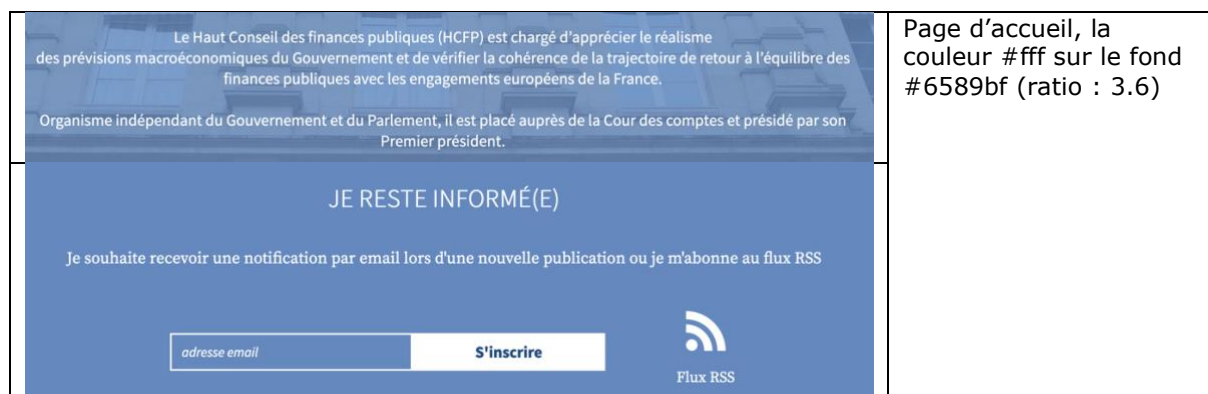 Le Haut Conseil des finances publiques (HCFP) est chargé d'apprécier le réalisme
des prévisions macroéconomiques du Gouvernement et de vérifier la cohérence de la trajectoire de retour à l'équilibre des
finances publiques avec les engagements européens de la France.
Organisme indépendant du Gouvernement et du Parlement, il est placé auprès de la Cour des comptes et présidé par son
Premier président.
JE RESTE INFORMÉ(E)
Je souhaite recevoir une notification par email lors d'une nouvelle publication ou je m'abonne au flux RSS
adresse email
S'inscrire
Flux RSS
Page d’accueil, la
couleur #fff sur le fond
#6589bf (ratio : 3.6)